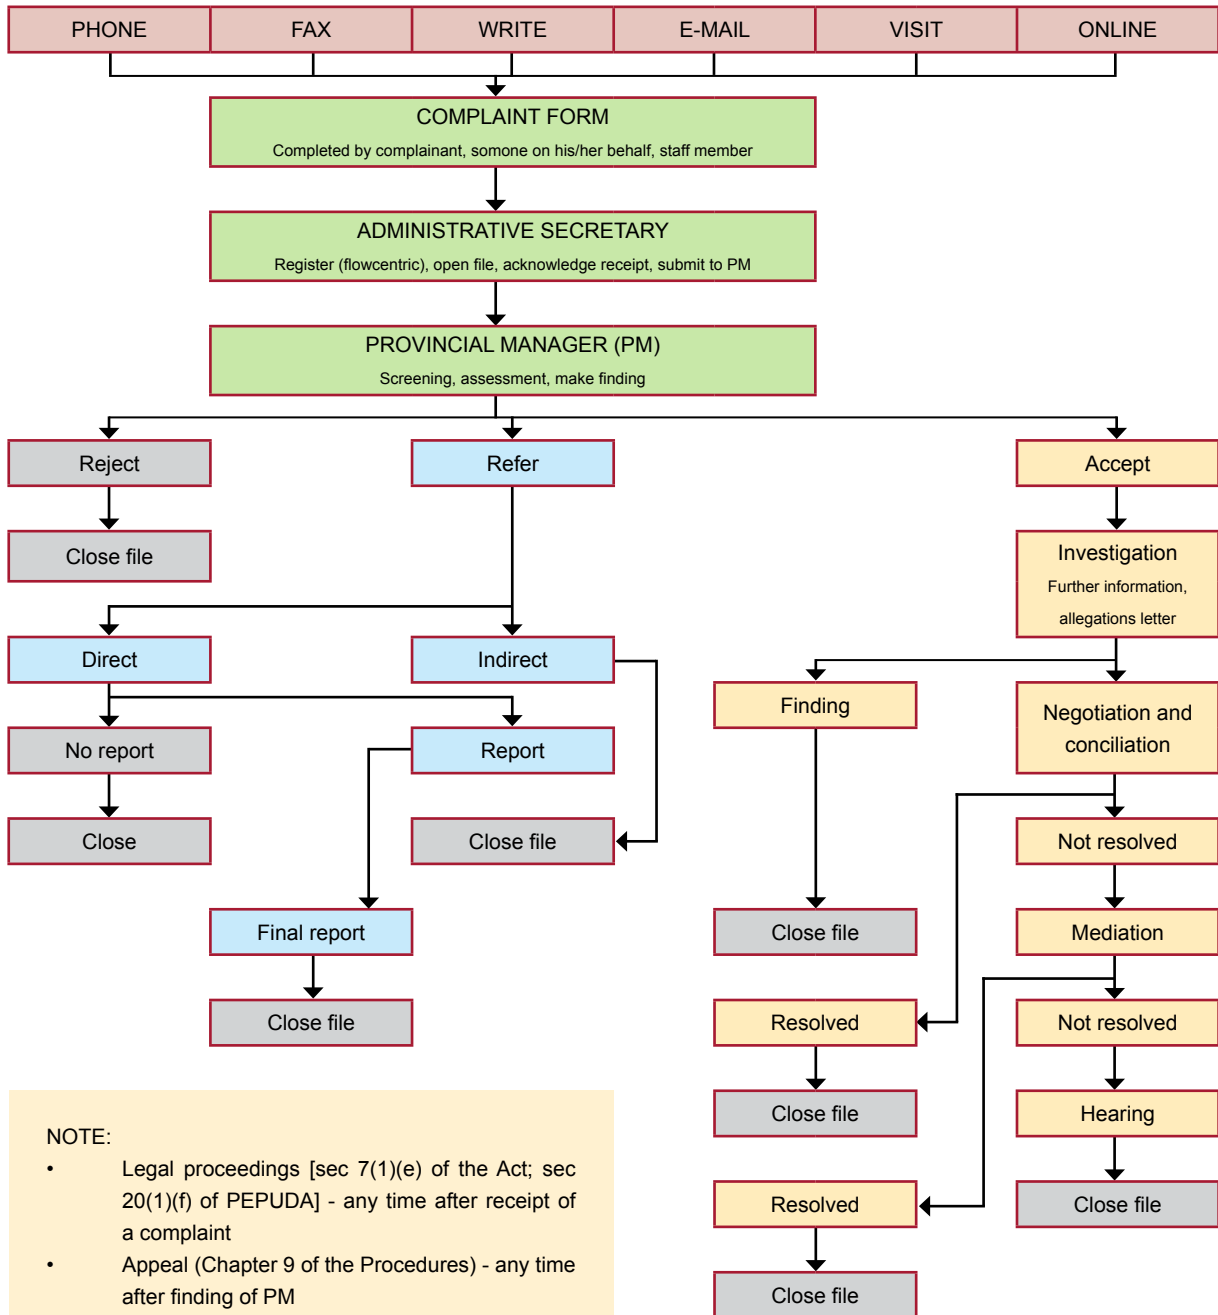 PHONE
FAX
WRITE
E-MAIL
VISIT
ONLINE
COMPLAINT FORM
Completed by complainant, somone on his/her behalf, staff member
ADMINISTRATIVE SECRETARY
Register (flowcentric), open file, acknowledge receipt, submit to PM
PROVINCIAL MANAGER (PM)
Screening, assessment, make finding
Reject
Refer
Accept
Close file
Investigation
Further information,
allegations letter
Direct
Indirect
Finding
Negotiation and
conciliation
No report
Report
Close
Close file
Not resolved
Final report
Close file
Mediation
Close file
Resolved
Not resolved
Close file
Hearing
Resolved
Close file
Close file
NOTE:
• Legal proceedings [sec 7(1)(e) of the Act; sec
20(1)(f) of PEPUDA] - any time after receipt of
a complaint
• Appeal (Chapter 9 of the Procedures) - any time
after finding of PM